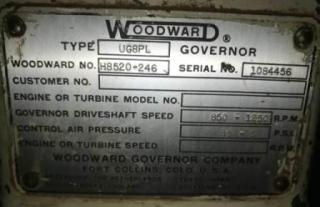 WOODWARD®
TYPE UG8PL GOVERNOR
WOODWARD NO. H8520-246 SERIAL NO. 1084456
CUSTOMER NO.
ENGINE OR TURBINE MODEL NO.
GOVERNOR DRIVESHAFT SPEED 850 - 1250 R.P.M.
CONTROL AIR PRESSURE P.S.I.
ENGINE OR TURBINE SPEED R.P.M.
WOODWARD GOVERNOR COMPANY
FORT COLLINS, COLO., U.S.A.